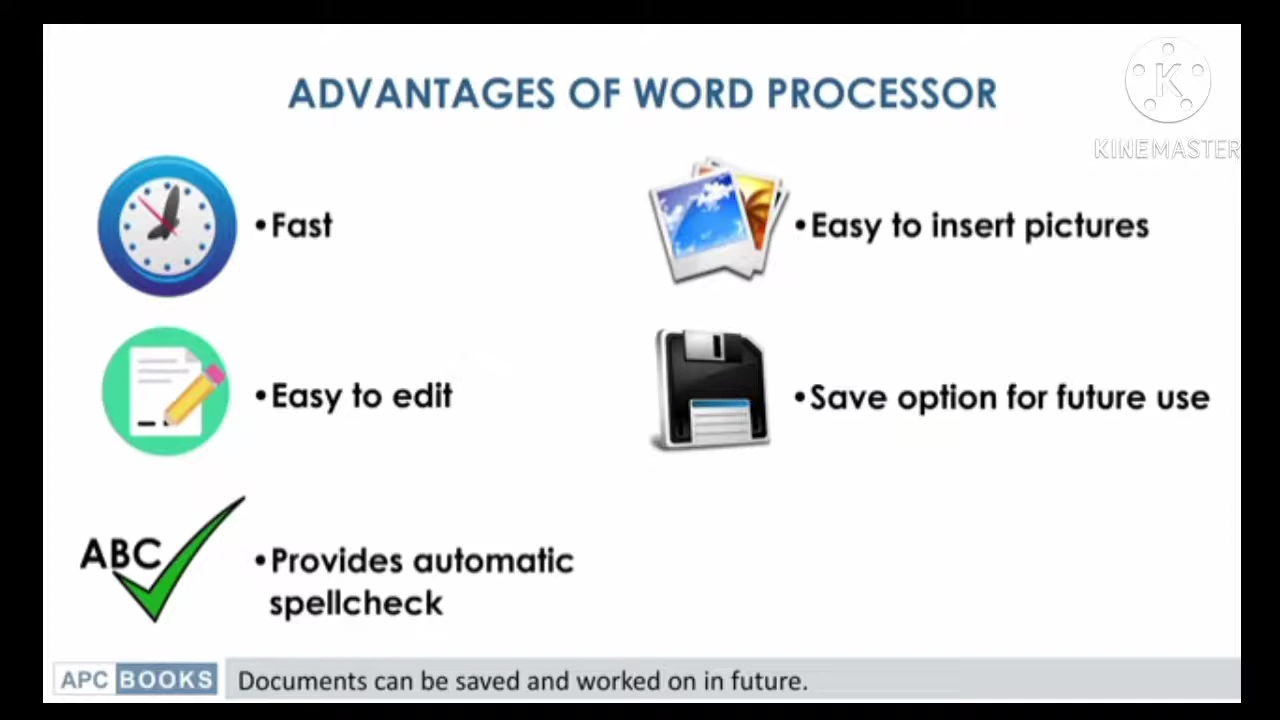 ADVANTAGES OF WORD PROCESSOR
K
KINEMASTER
•Fast
•Easy to insert pictures
•Easy to edit
•Save option for future use
ABC
•Provides automatic
spellcheck
APC BOOKS
Documents can be saved and worked on in future.